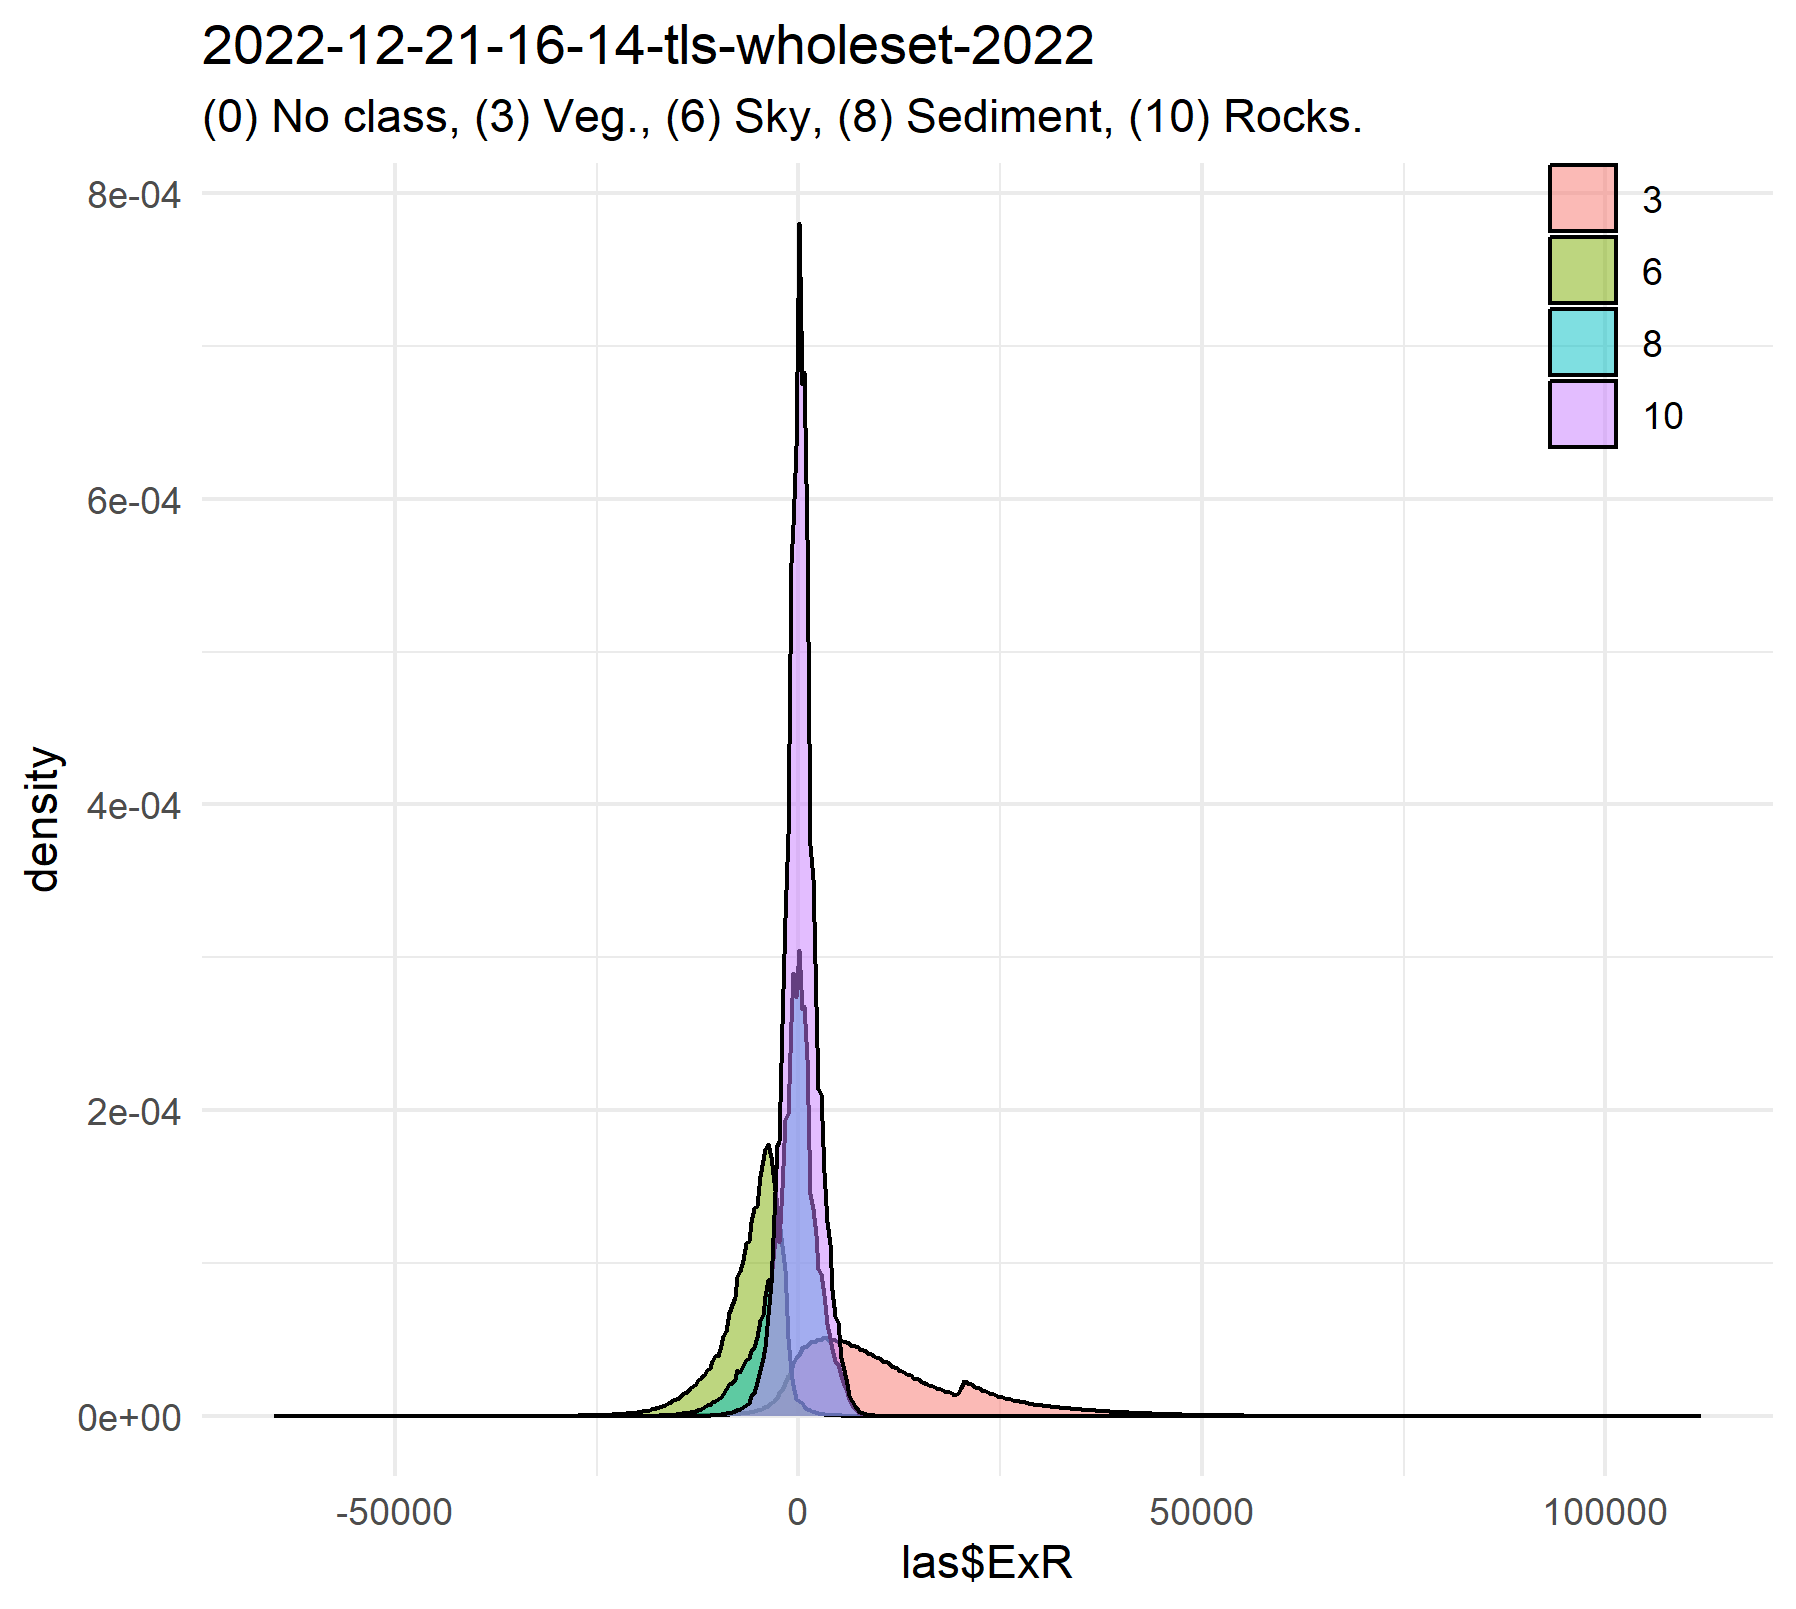 2022-12-21-16-14-tls-wholeset-2022
(0) No class, (3) Veg., (6) Sky, (8) Sediment, (10) Rocks.
8e-04
6e-04
4e-04
2e-04
0e+00
density
3
6
8
10
-50000
0
50000
100000
las$ExR